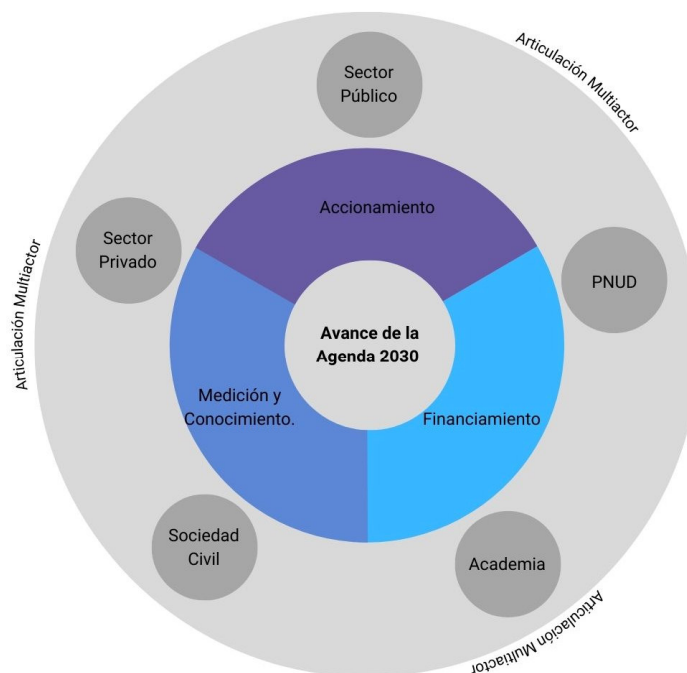 Articulación Multiactor
Sector
Público
Accionamiento
Sector
Privado
PNUD
Articulación Multiactor
Avance de la
Agenda 2030
Medición y
Conocimiento.
Financiamiento
Sociedad
Civil
Academia
Articulación Multiactor